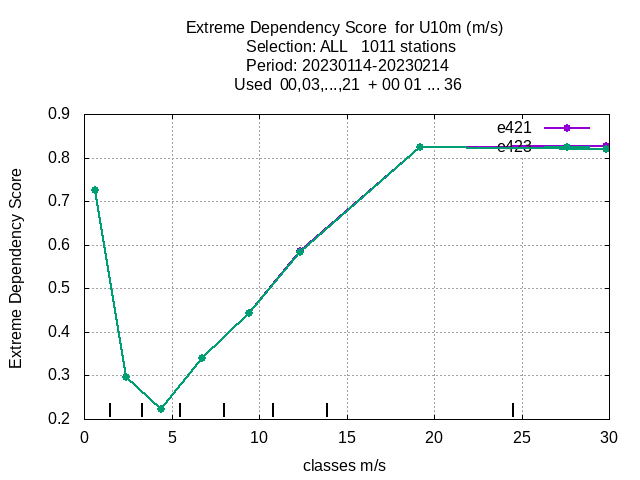 Extreme Dependency Score  for U10m (m/s)
Selection: ALL   1011 stations
Period: 20230114-20230214
Used  00,03,...,21  + 00 01 ... 36
e421
e423
0.9
0.8
0.7
0.6
0.5
0.4
0.3
0.2
Extreme Dependency Score
0 5 10 15 20 25 30
classes m/s